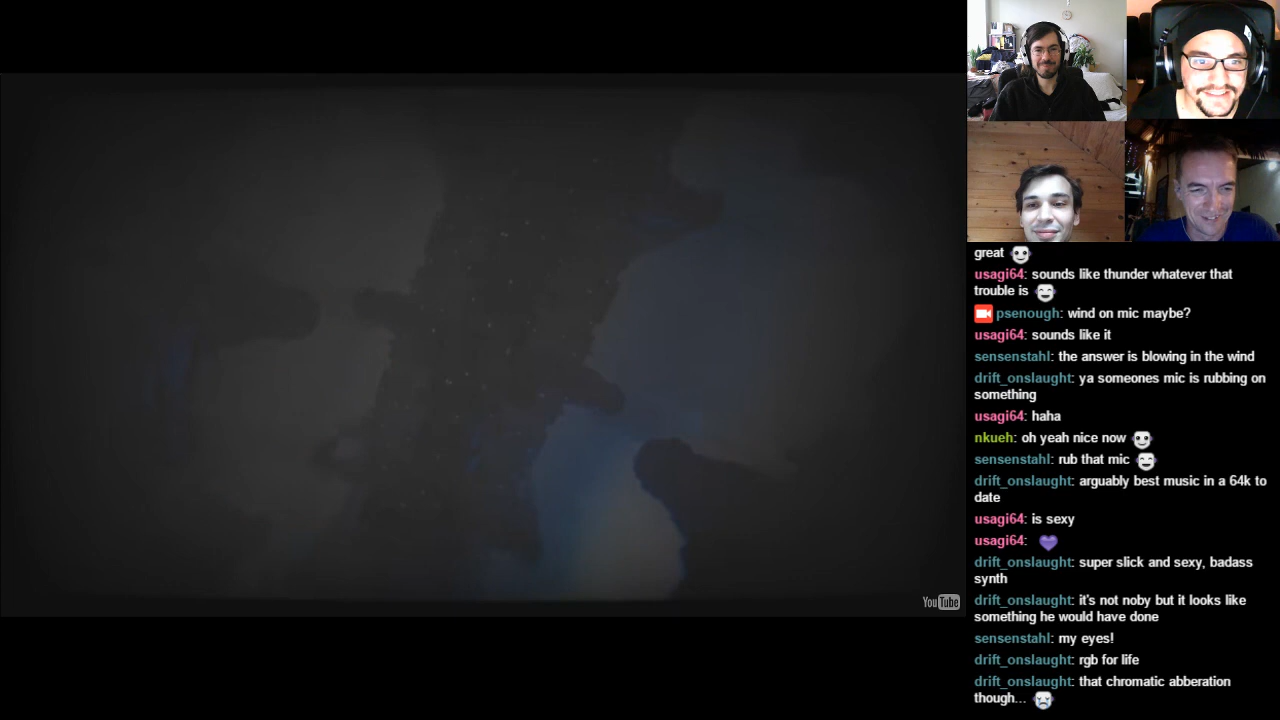 great
usagi64: sounds like thunder whatever that
trouble is
psenough: wind on mic maybe?
usagi64: sounds like it
sensenstahl: the answer is blowing in the wind
drift_onslaught: ya someones mic is rubbing on
something
usagi64: haha
nkueh: oh yeah nice now
sensenstahl: rub that mic
drift_onslaught: arguably best music in a 64k to
date
usagi64: is sexy
usagi64:
drift_onslaught: super slick and sexy, badass
synth
drift_onslaught: it's not noby but it looks like
something he would have done
sensenstahl: my eyes!
drift_onslaught: rgb for life
drift_onslaught: that chromatic abberation
though...
YouTube